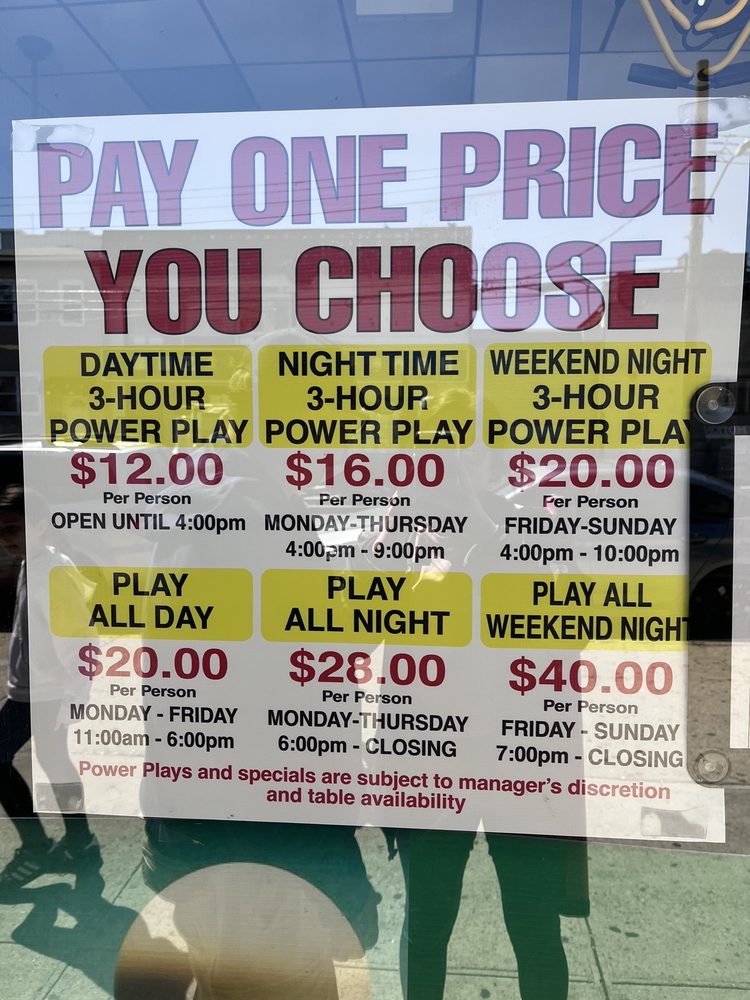 PAY ONE PRICE
YOU CHOOSE
DAYTIME
3-HOUR
POWER PLAY
$12.00
Per Person
OPEN UNTIL 4:00pm
NIGHT TIME
3-HOUR
POWER PLAY
$16.00
Per Person
MONDAY-THURSDAY
4:00pm - 9:00pm
WEEKEND NIGHT
3-HOUR
POWER PLAY
$20.00
Per Person
FRIDAY-SUNDAY
4:00pm - 10:00pm
PLAY
ALL DAY
$20.00
Per Person
MONDAY - FRIDAY
11:00am - 6:00pm
PLAY
ALL NIGHT
$28.00
Per Person
MONDAY-THURSDAY
6:00pm - CLOSING
PLAY ALL
WEEKEND NIGHT
$40.00
Per Person
FRIDAY - SUNDAY
7:00pm - CLOSING
Power Plays and specials are subject to manager's discretion
and table availability